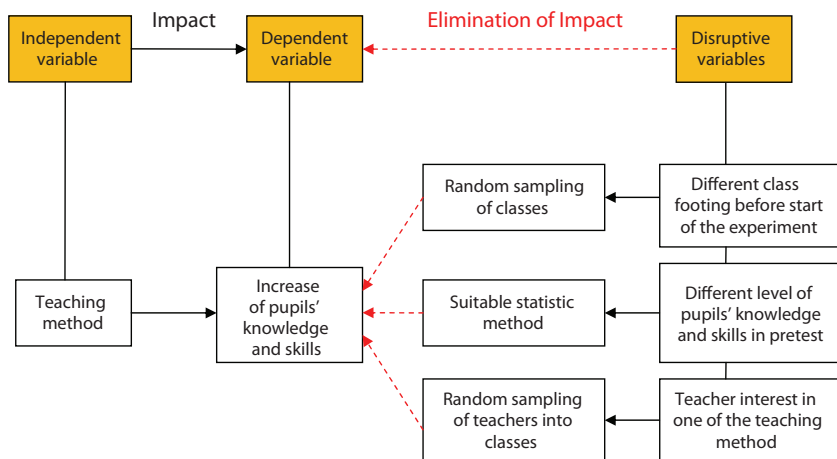 Impact
Elimination of Impact
Independent
variable
Dependent
variable
Disruptive
variables
Random sampling
of classes
Different class
footing before start
of the experiment
Teaching
method
Increase
of pupils’
knowledge
and skills
Suitable statistic
method
Different level of
pupils’ knowledge
and skills in pretest
Random sampling
of teachers into
classes
Teacher interest in
one of the teaching
method